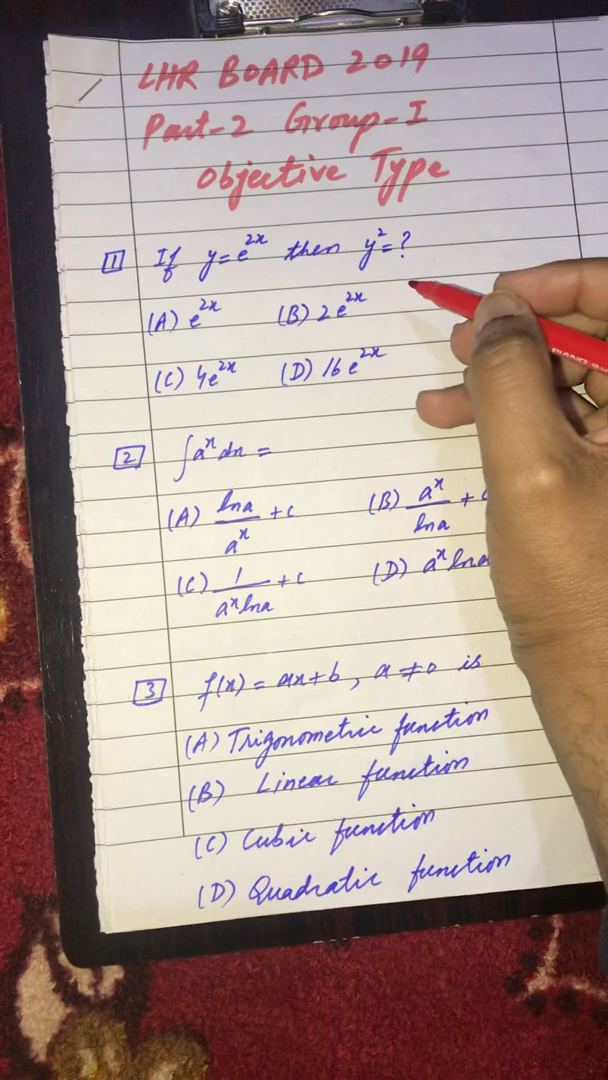 LHR BOARD 2019
Part-2 Group-I
Objective Type
1 If y=e^{2x} then y²=?
(A) e^{2x} (B) 2e^{2x}
(C) 4e^{2x} (D) 16e^{2x}
2 ∫a^x dx =
(A) lna/a^x + c (B) a^x/lna +
(C) 1/(a^x lna) + c (D) a^x lna
3 f(x) = ax+b, a≠0 is
(A) Trigonometric function
(B) Linear function
(C) Cubic function
(D) Quadratic function